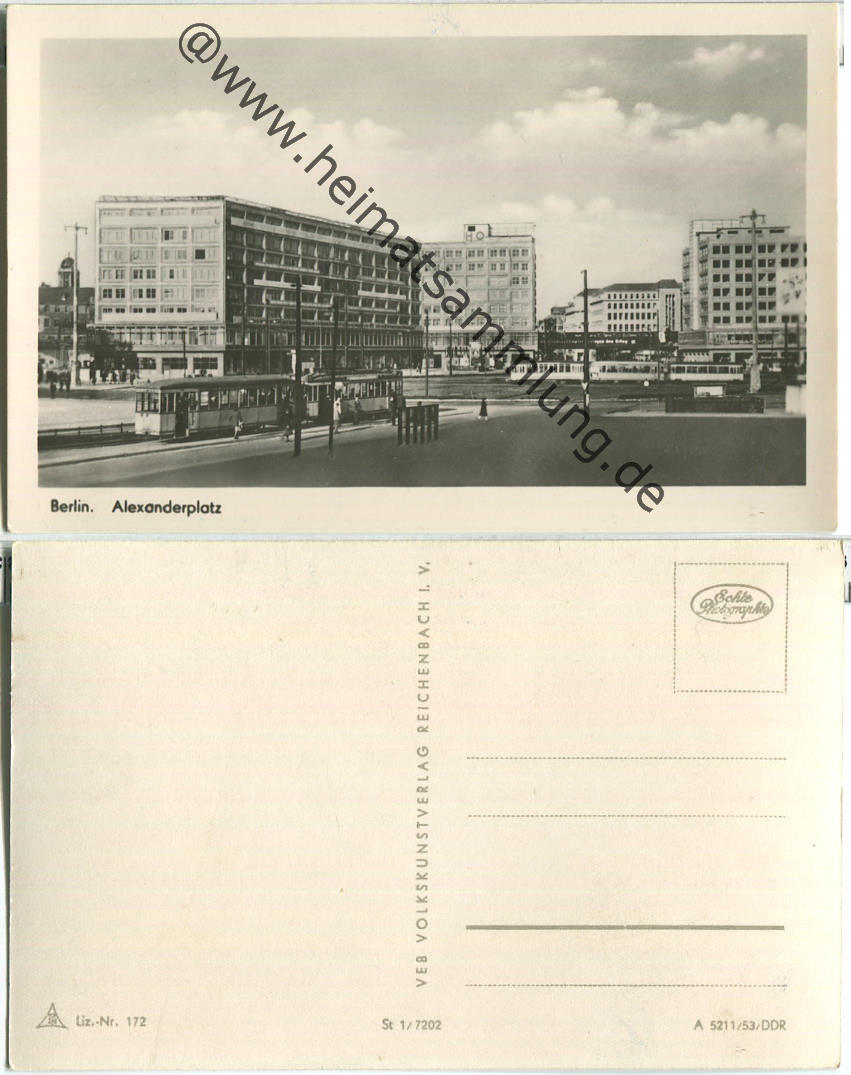 @www.heimatsammlung.de
HO
Berlin. Alexanderplatz
VEB VOLKSKUNSTVERLAG REICHENBACH I. V.
Echte
Photographie
Liz.-Nr. 172
St 1/7202
A 5211/53/DDR